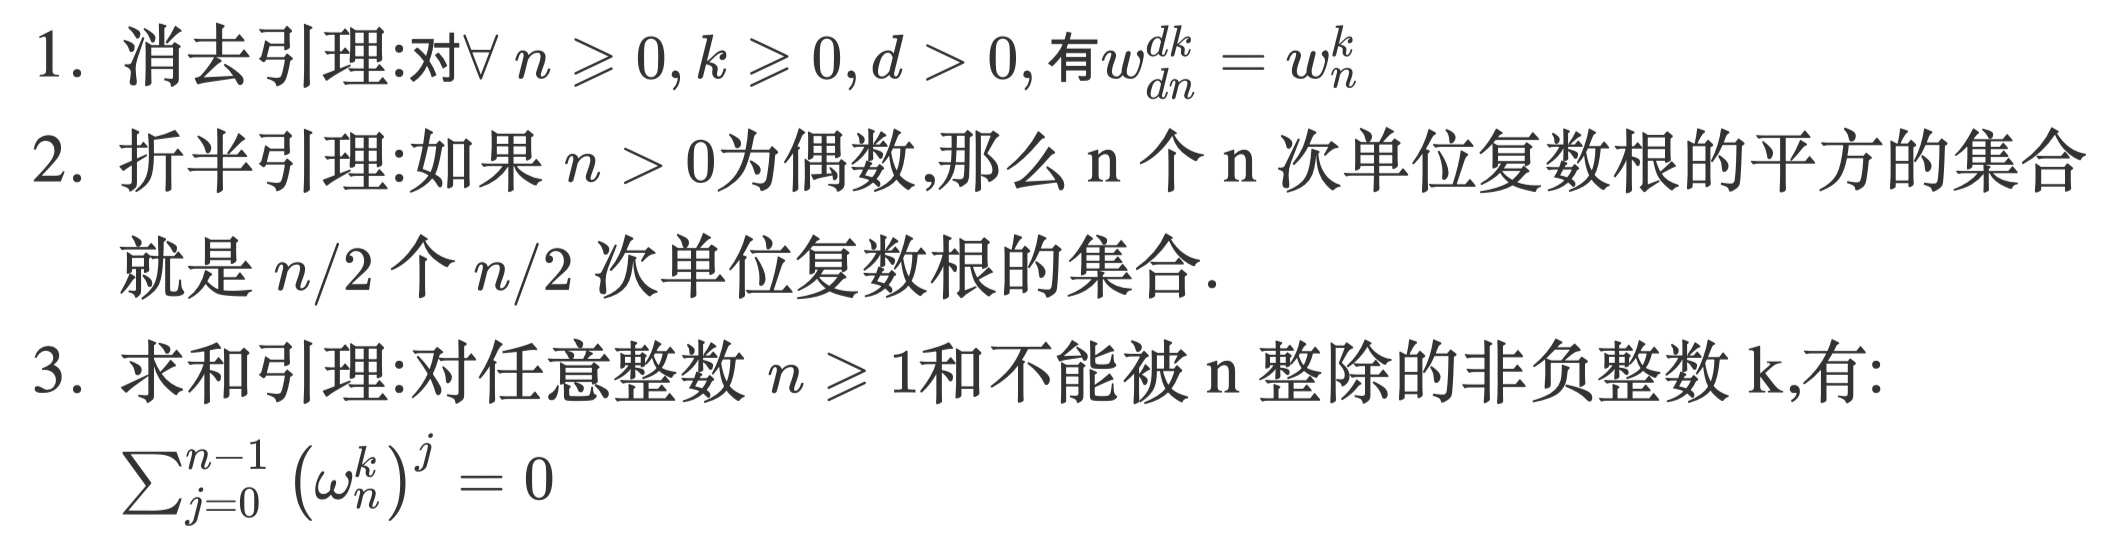 1. 消去引理:对∀ n ⩾ 0, k ⩾ 0, d > 0, 有 $w_{dn}^{dk} = w_n^k$
2. 折半引理:如果 n > 0为偶数,那么 n 个 n 次单位复数根的平方的集合
就是 n/2 个 n/2 次单位复数根的集合.
3. 求和引理:对任意整数 n ⩾ 1和不能被 n 整除的非负整数 k,有:
$\sum_{j=0}^{n-1} \left(\omega_n^k\right)^j = 0$